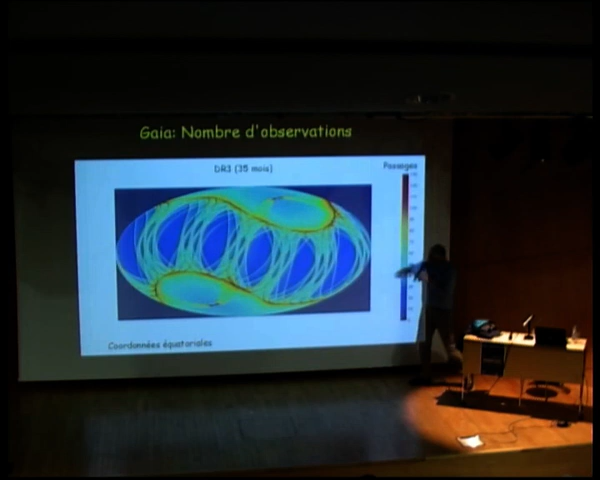 Gaia: Nombre d'observations
DR3 (35 mois)
Passages
Coordonnées équatoriales